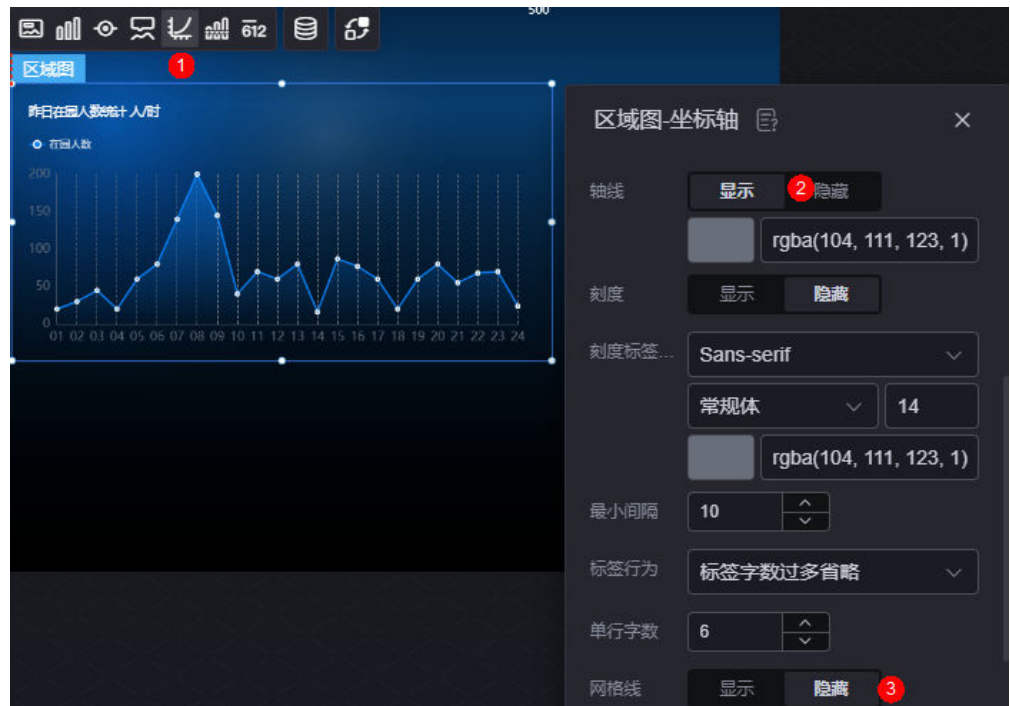 500
612
区域图
1
昨日在园人数统计 人/时
在园人数
200
150
100
50
0
01 02 03 04 05 06 07 08 09 10 11 12 13 14 15 16 17 18 19 20 21 22 23 24
区域图-坐标轴
轴线 显示 2 隐藏
rgba(104, 111, 123, 1)
刻度 显示 隐藏
刻度标签... Sans-serif
常规体 14
rgba(104, 111, 123, 1)
最小间隔 10
标签行为 标签字数过多省略
单行字数 6
网格线 显示 隐藏 3